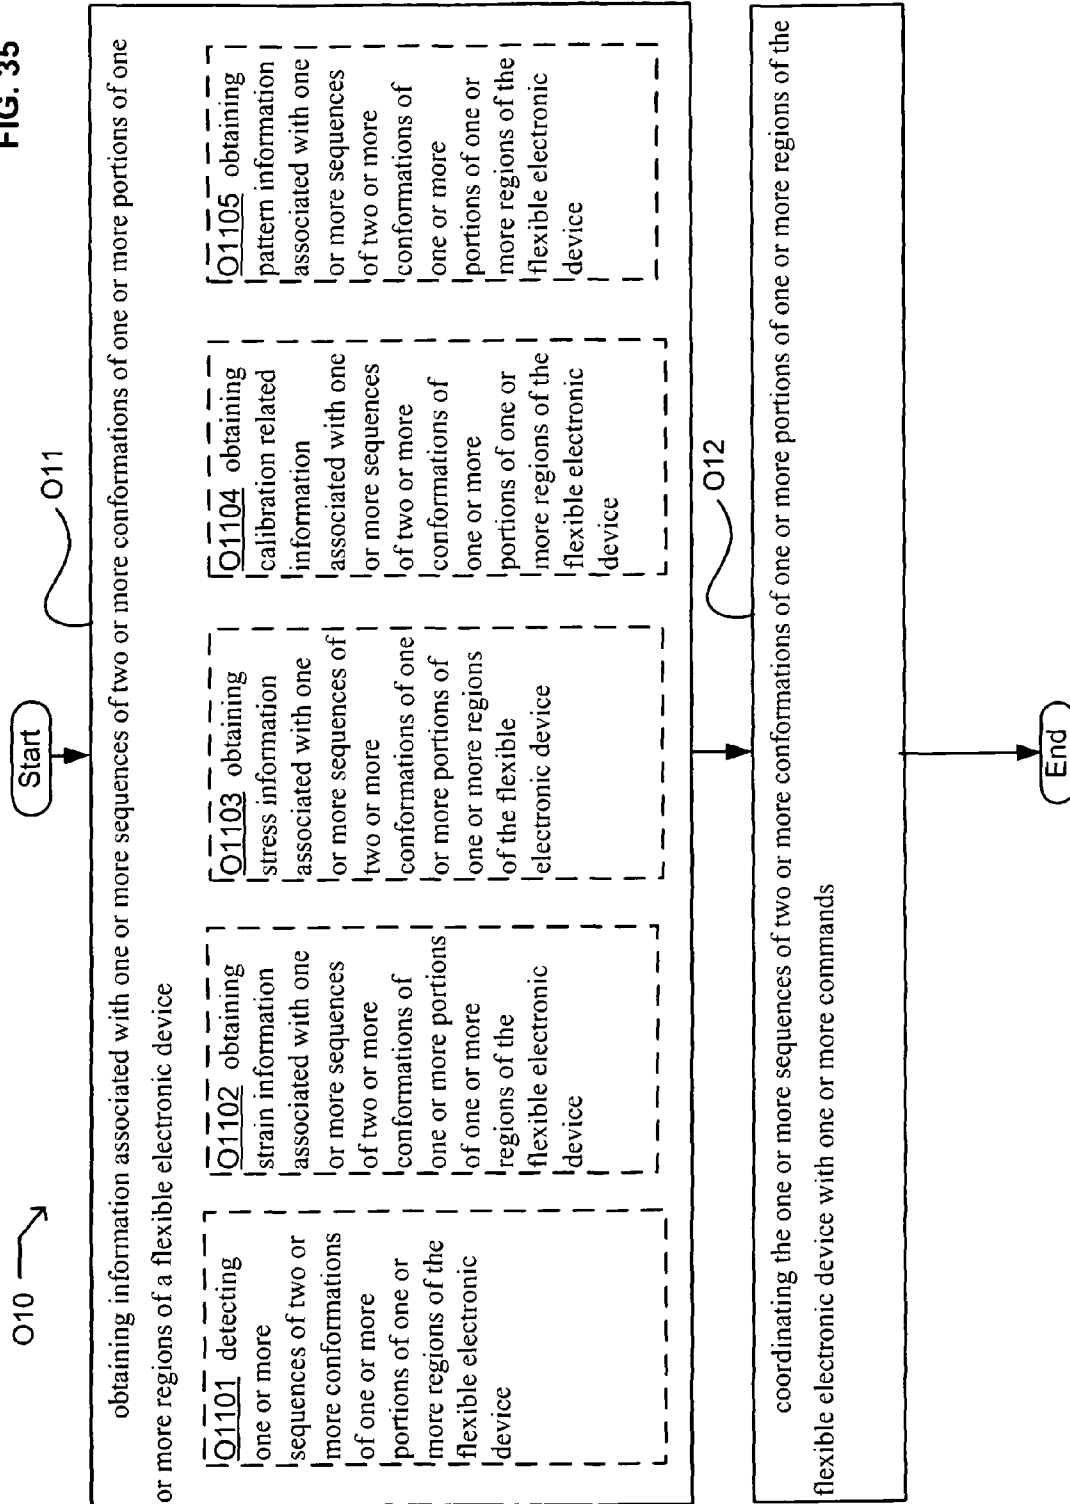 FIG. 35
O10
Start
O11
obtaining information associated with one or more sequences of two or more conformations of one or more portions of one
or more regions of a flexible electronic device
O1101 detecting
one or more
sequences of two or
more conformations
of one or more
portions of one or
more regions of the
flexible electronic
device
O1102 obtaining
strain information
associated with one
or more sequences
of two or more
conformations of
one or more portions
of one or more
regions of the
flexible electronic
device
O1103 obtaining
stress information
associated with one
or more sequences of
two or more
conformations of one
or more portions of
one or more regions
of the flexible
electronic device
O1104 obtaining
calibration related
information
associated with one
or more sequences
of two or more
conformations of
one or more
portions of one or
more regions of the
flexible electronic
device
O1105 obtaining
pattern information
associated with one
or more sequences
of two or more
conformations of
one or more
portions of one or
more regions of the
flexible electronic
device
O12
coordinating the one or more sequences of two or more conformations of one or more portions of one or more regions of the
flexible electronic device with one or more commands
End